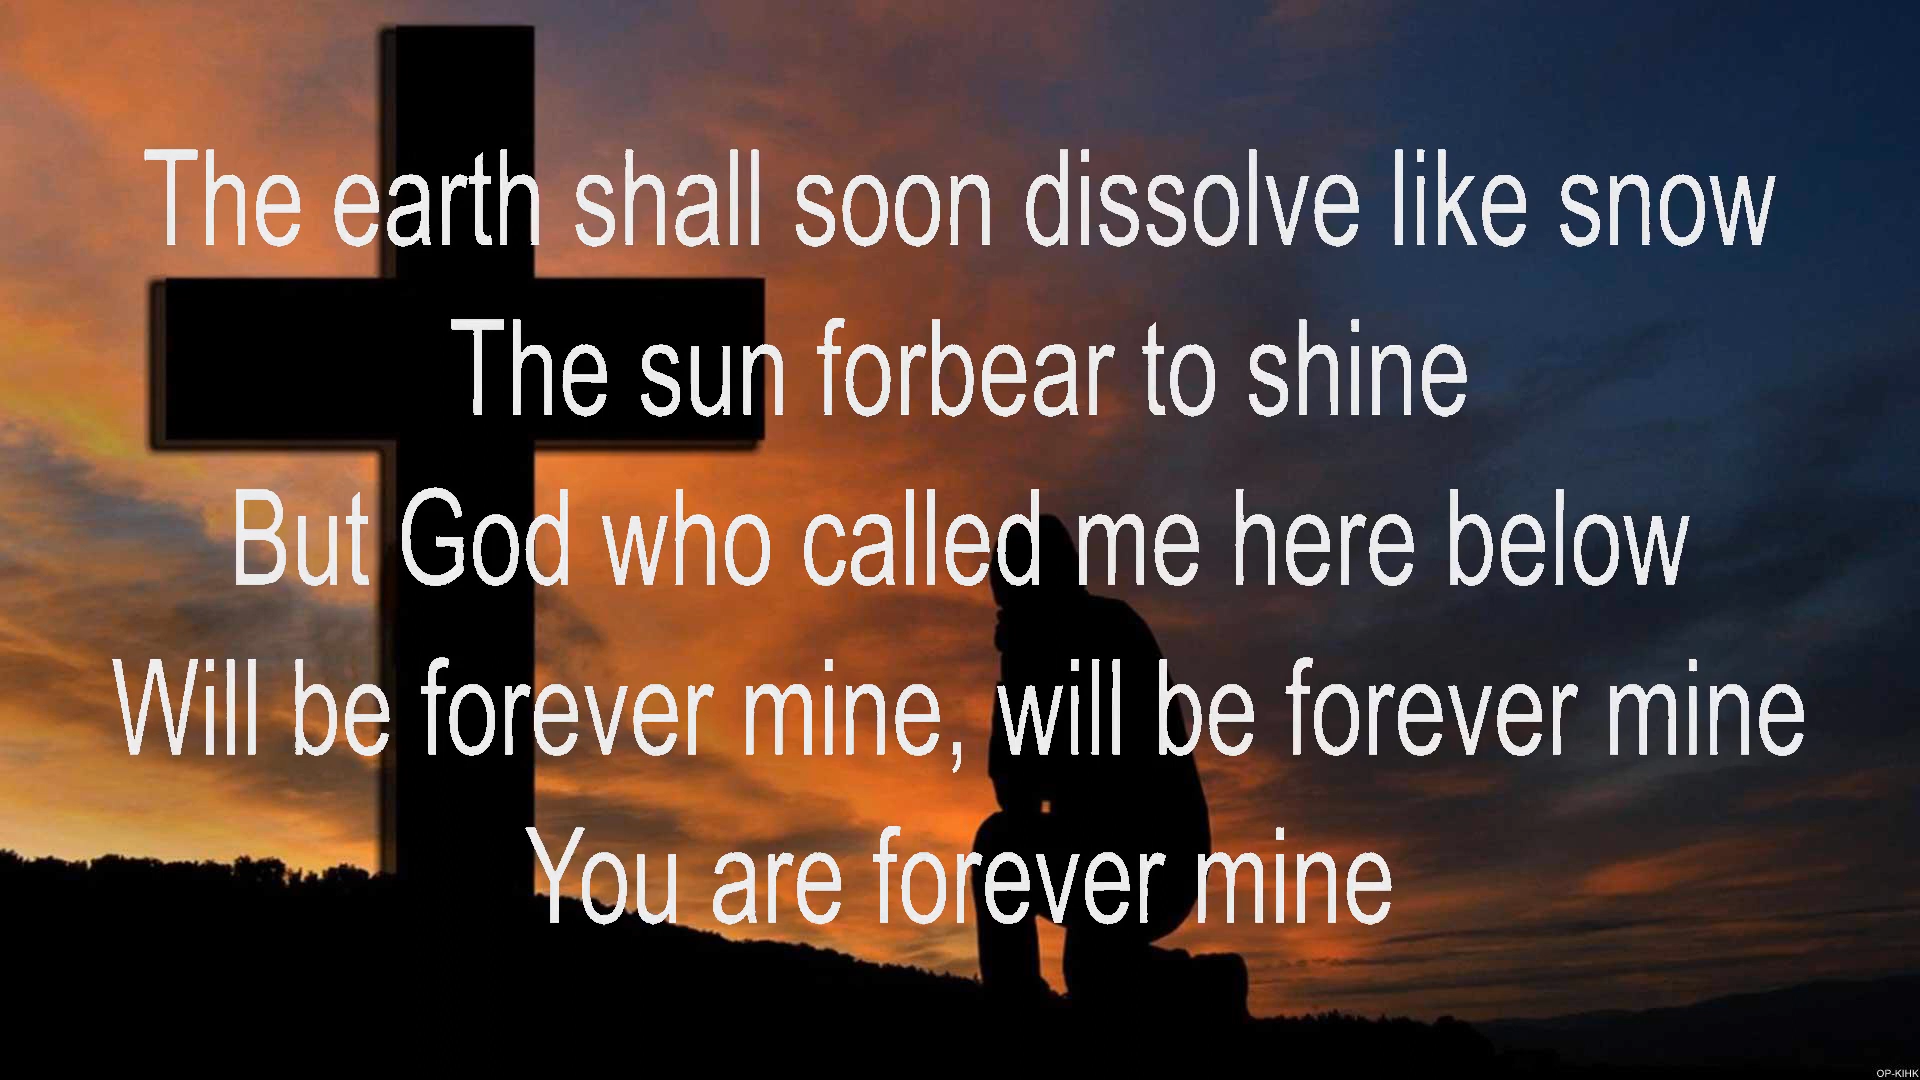 The earth shall soon dissolve like snow
The sun forbear to shine
But God who called me here below
Will be forever mine, will be forever mine
You are forever mine
OP-KIHK